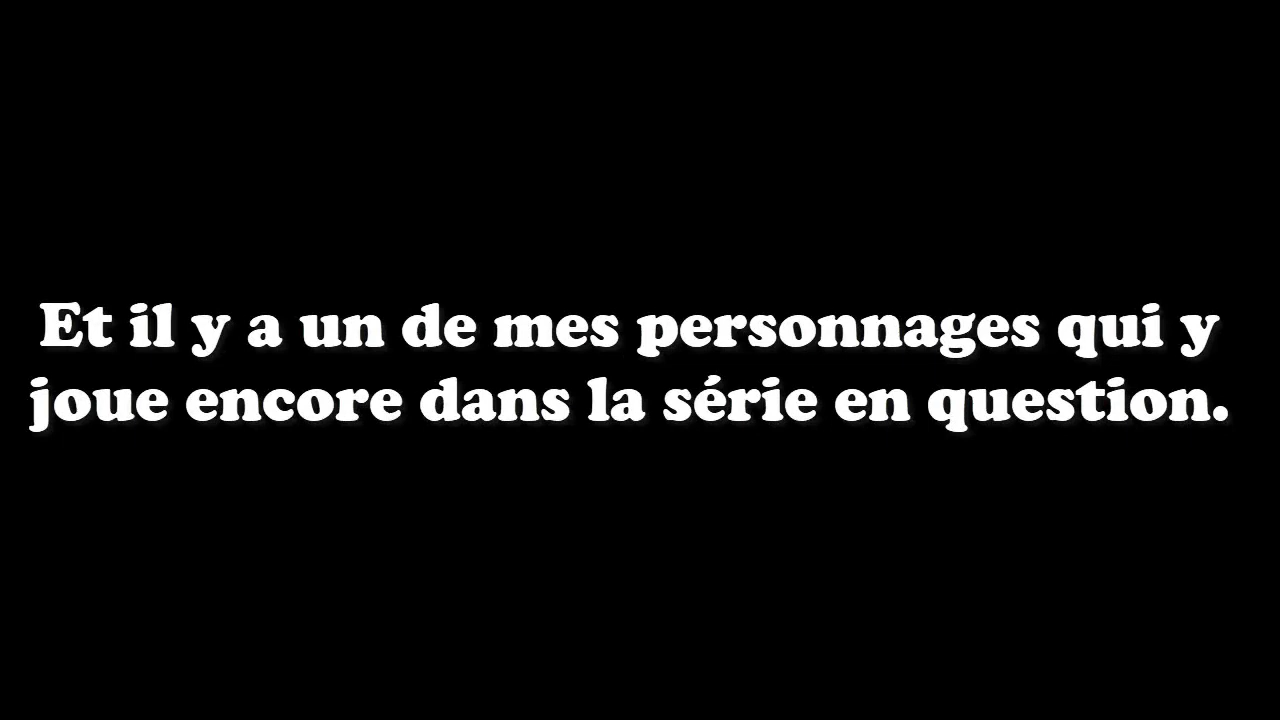 Et il y a un de mes personnages qui y
joue encore dans la série en question.